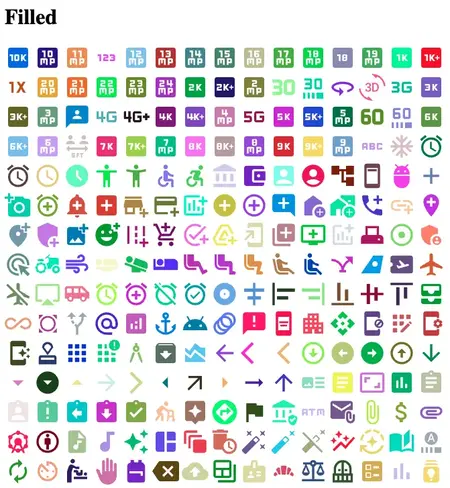 Filled
10K 10 MP 11 MP 123 12 MP 13 MP 14 MP 15 MP 16 MP 17 MP 18 MP 18 19 MP 1K 1K+
1X 20 MP 21 MP 22 MP 23 MP 24 MP 2K 2K+ 2 MP 30 30 3D 3G 3K
3K+ 3 MP 4G 4G+ 4K 4K+ 4 MP 5G 5K 5K+ 5 MP 60 60 6K
6K+ 6 MP 6FT 7K 7K+ 7 MP 8K 8K+ 8 MP 9K 9K+ 9 MP ABC
@
ATM $
A